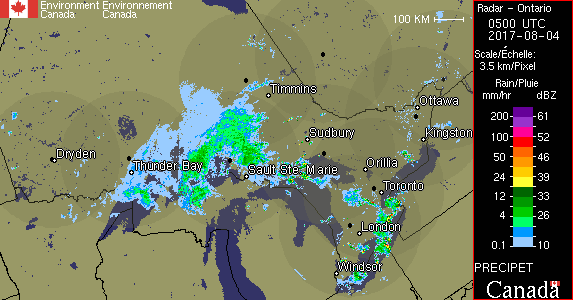 Environment Environnement
Canada Canada
100 KM
Timmins
Ottawa
Sudbury
Kingston
Dryden
Thunder Bay
Sault Ste. Marie
Orillia
Toronto
London
Windsor
Radar - Ontario
0500 UTC
2017-08-04
Scale/Échelle:
3.5 km/Pixel
Rain/Pluie
mm/hr dBZ
200 61
100 52
50 46
24 39
12 33
4 26
0.1 10
PRECIPET
Canada